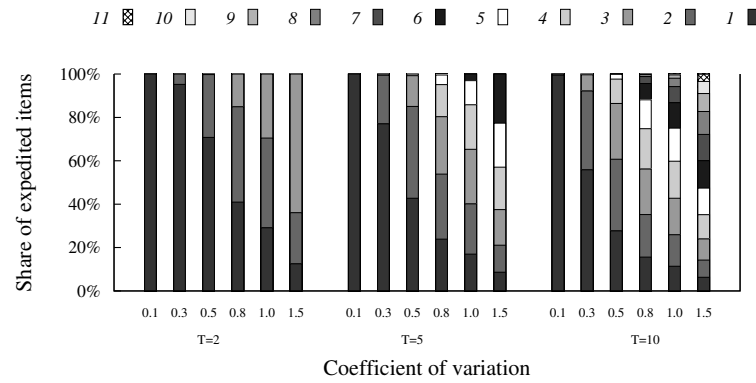 11 10 9 8 7 6 5 4 3 2 1
100%
80%
60%
40%
20%
0%
Share of expedited items
0.1 0.3 0.5 0.8 1.0 1.5 0.1 0.3 0.5 0.8 1.0 1.5 0.1 0.3 0.5 0.8 1.0 1.5
T=2 T=5 T=10
Coefficient of variation